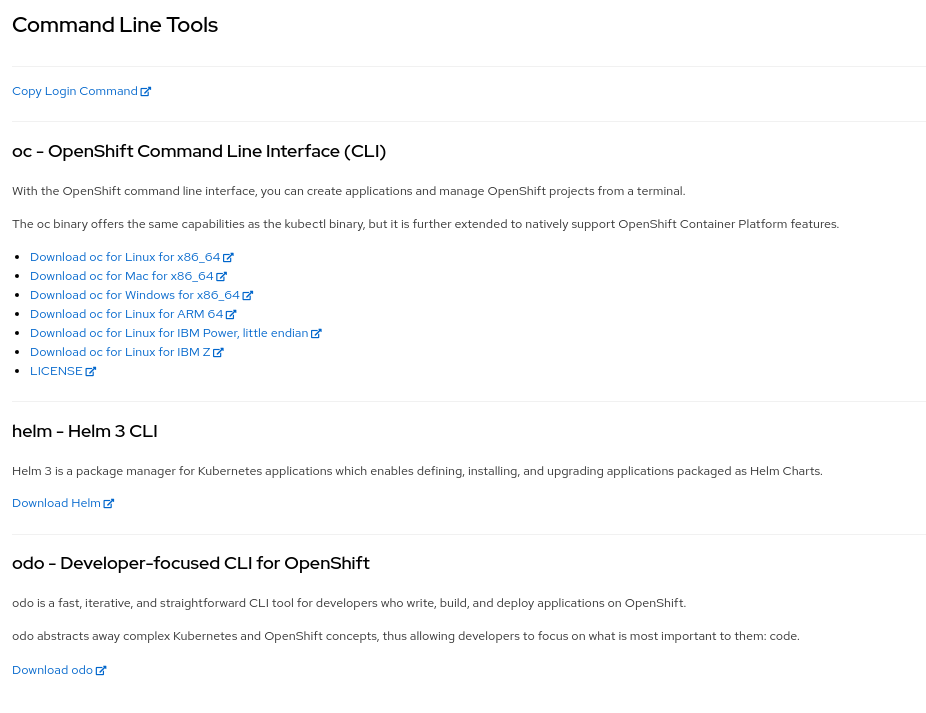 Command Line Tools
Copy Login Command
oc - OpenShift Command Line Interface (CLI)
With the OpenShift command line interface, you can create applications and manage OpenShift projects from a terminal.
The oc binary offers the same capabilities as the kubectl binary, but it is further extended to natively support OpenShift Container Platform features.
Download oc for Linux for x86_64
Download oc for Mac for x86_64
Download oc for Windows for x86_64
Download oc for Linux for ARM 64
Download oc for Linux for IBM Power, little endian
Download oc for Linux for IBM Z
LICENSE
helm - Helm 3 CLI
Helm 3 is a package manager for Kubernetes applications which enables defining, installing, and upgrading applications packaged as Helm Charts.
Download Helm
odo - Developer-focused CLI for OpenShift
odo is a fast, iterative, and straightforward CLI tool for developers who write, build, and deploy applications on OpenShift.
odo abstracts away complex Kubernetes and OpenShift concepts, thus allowing developers to focus on what is most important to them: code.
Download odo